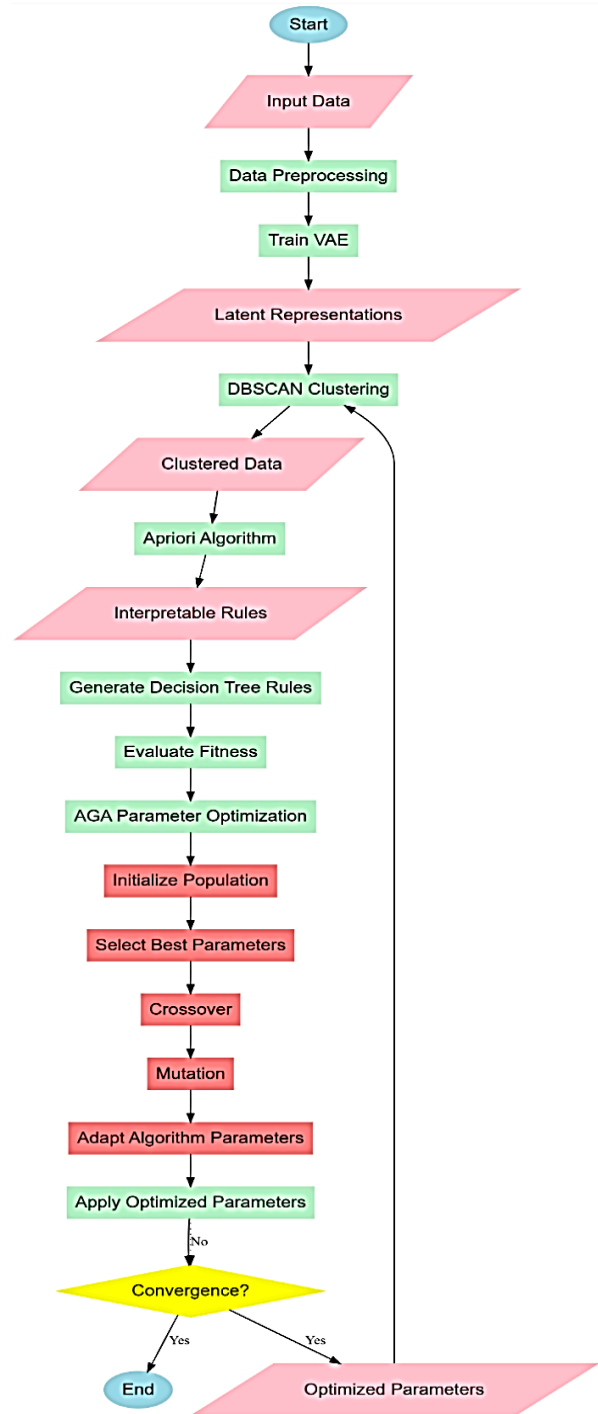 Start
Input Data
Data Preprocessing
Train VAE
Latent Representations
DBSCAN Clustering
Clustered Data
Apriori Algorithm
Interpretable Rules
Generate Decision Tree Rules
Evaluate Fitness
AGA Parameter Optimization
Initialize Population
Select Best Parameters
Crossover
Mutation
Adapt Algorithm Parameters
Apply Optimized Parameters
No
Convergence?
Yes
Yes
End
Optimized Parameters